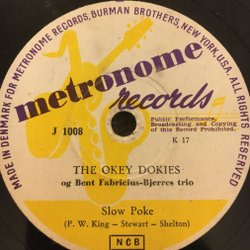 MADE IN DENMARK FOR METRONOME RECORDS, BURMAN BROTHERS, NEW YORK, USA. ALL RIGHTS RESERVED
metronome
records
J 1008
Public Performance,
Broadcasting and Copying
of this Record Prohibited.
K 17
THE OKEY DOKIES
og Bent Fabricius-Bjerres trio
Slow Poke
(P. W. King — Stewart — Shelton)
NCB